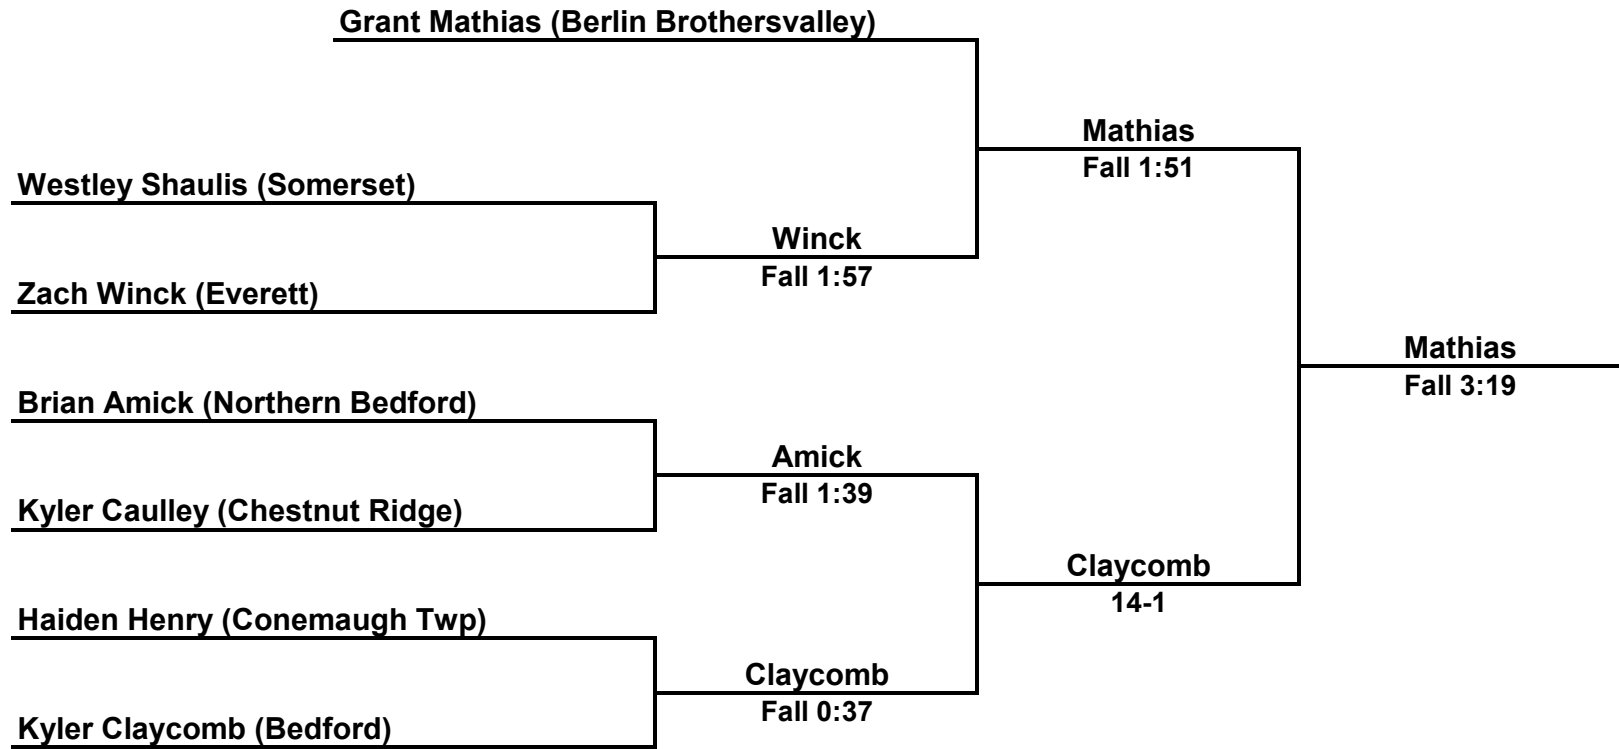 Grant Mathias (Berlin Brothersvalley)
Mathias
Fall 1:51
Westley Shaulis (Somerset)
Winck
Fall 1:57
Zach Winck (Everett)
Mathias
Fall 3:19
Brian Amick (Northern Bedford)
Amick
Fall 1:39
Kyler Caulley (Chestnut Ridge)
Claycomb
14-1
Haiden Henry (Conemaugh Twp)
Claycomb
Fall 0:37
Kyler Claycomb (Bedford)